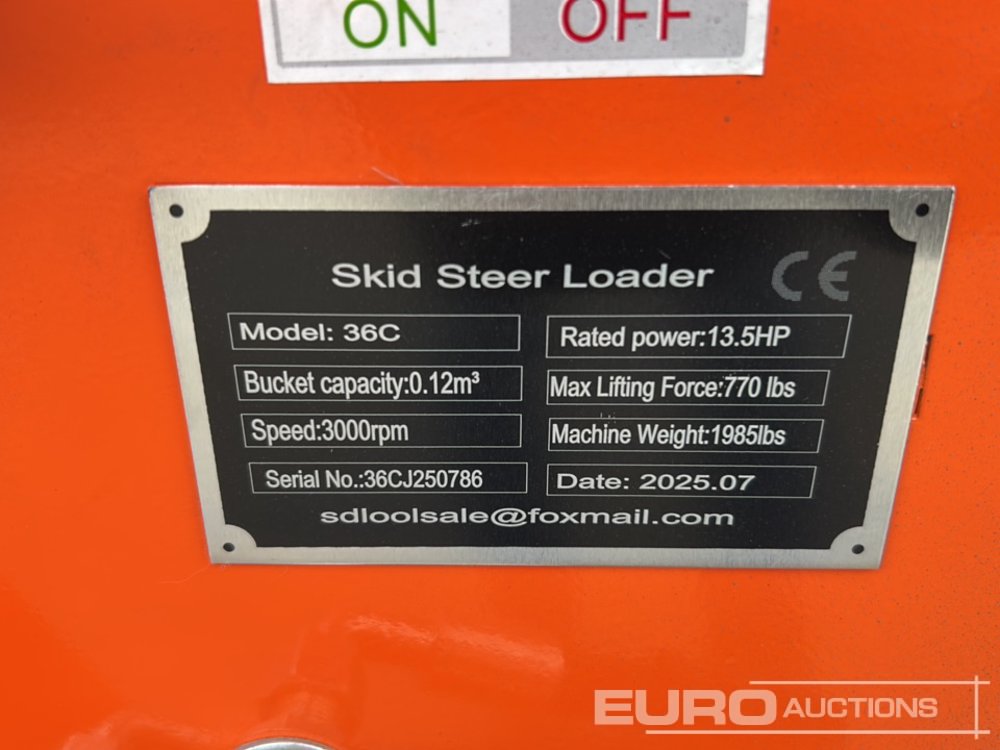 ON OFF
Skid Steer Loader CE
Model: 36C
Rated power:13.5HP
Bucket capacity:0.12m³
Max Lifting Force:770 lbs
Speed:3000rpm
Machine Weight:1985lbs
Serial No.:36CJ250786
Date: 2025.07
sdloolsale@foxmail.com
EURO AUCTIONS